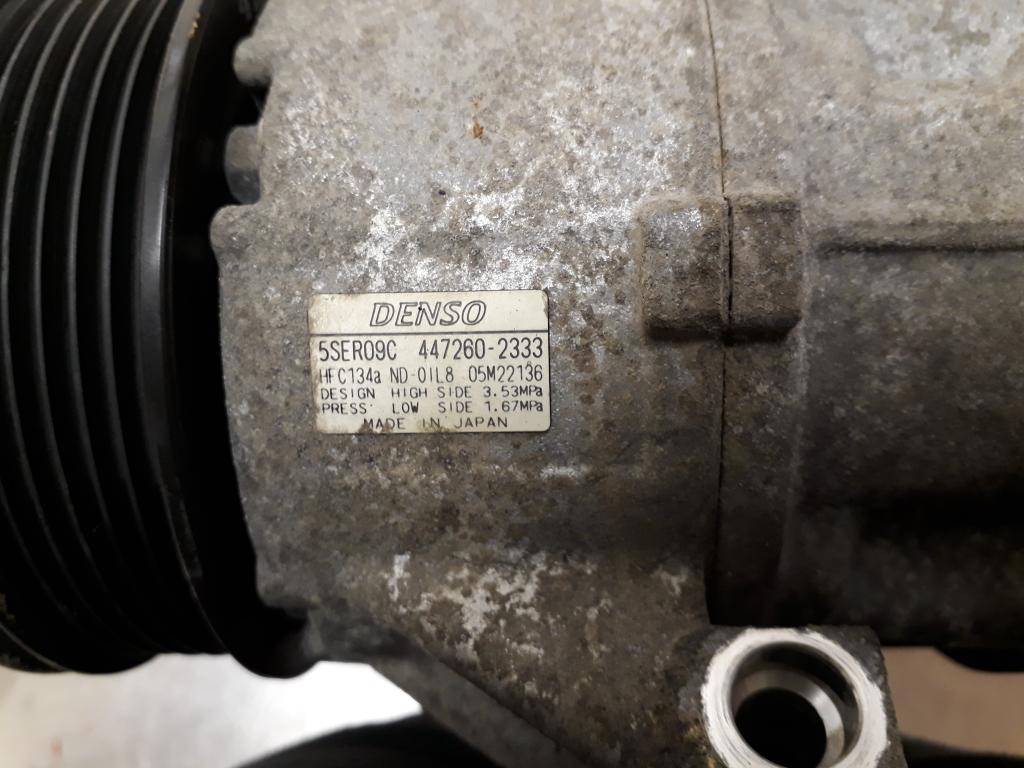 DENSO
5SER09C 447260-2333
HFC134a ND-OIL8 05M22136
DESIGN HIGH SIDE 3.53MPa
PRESS LOW SIDE 1.67MPa
MADE IN JAPAN